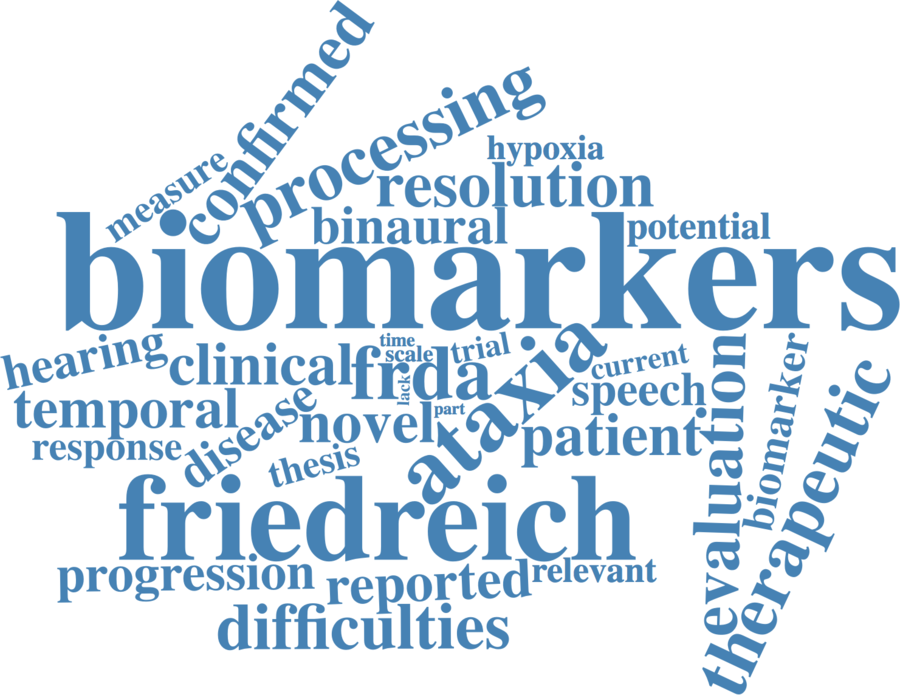 confirmed
processing
measure
hypoxia
resolution
binaural
potential
biomarkers
hearing
clinical
time
scale
trial
frda
lack
ataxia
current
speech
temporal
novel
part
patient
response
disease
thesis
evaluation
biomarker
therapeutic
friedreich
progression
reported
relevant
difficulties